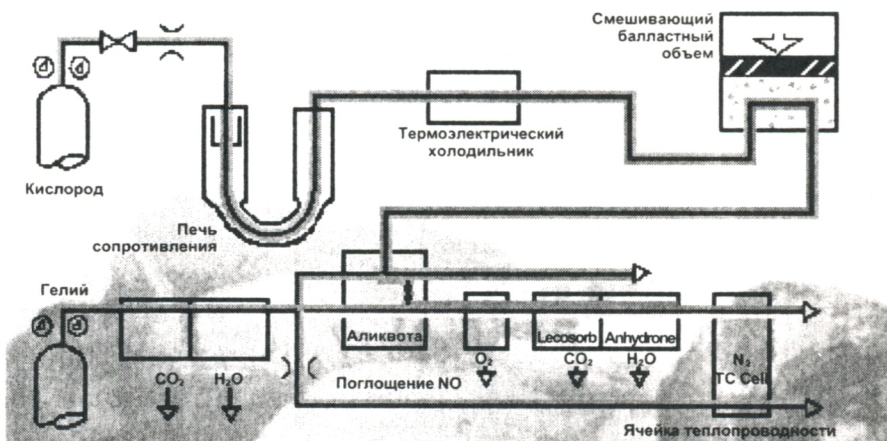 Смешивающий
балластный
объем
Термоэлектрический
холодильник
Кислород
Печь
сопротивления
Гелий
Аликвота
Lecosorb
Anhydrone
O₂
CO₂
H₂O
CO₂
H₂O
N₂
TC Cell
Поглощение NO
Ячейка теплопроводности